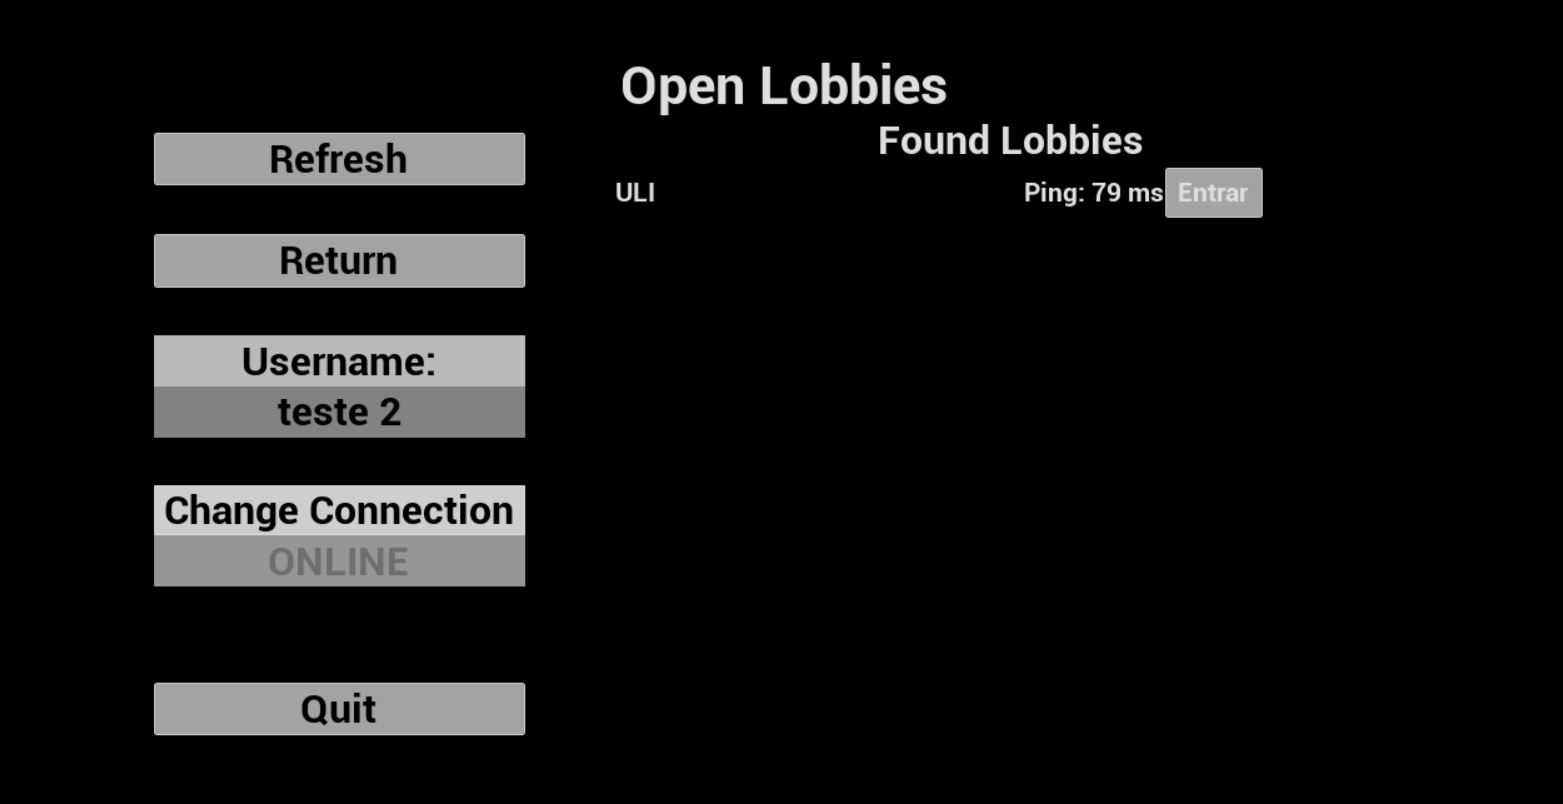 Open Lobbies
Found Lobbies
ULI Ping: 79 ms Entrar
Refresh
Return
Username:
teste 2
Change Connection
ONLINE
Quit